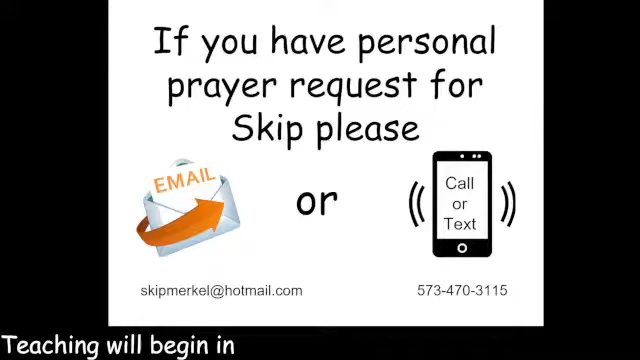 If you have personal
prayer request for
Skip please
EMAIL
or
Call
or
Text
skipmerkel@hotmail.com
573-470-3115
Teaching will begin in